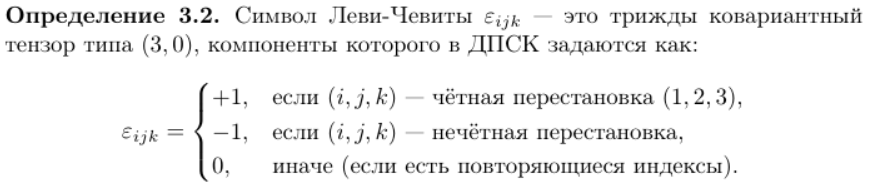 Определение 3.2. Символ Леви-Чевиты εᵢⱼₖ — это трижды ковариантный
тензор типа (3, 0), компоненты которого в ДПСК задаются как:
εᵢⱼₖ = { +1, если (i, j, k) — чётная перестановка (1, 2, 3),
−1, если (i, j, k) — нечётная перестановка,
0, иначе (если есть повторяющиеся индексы).